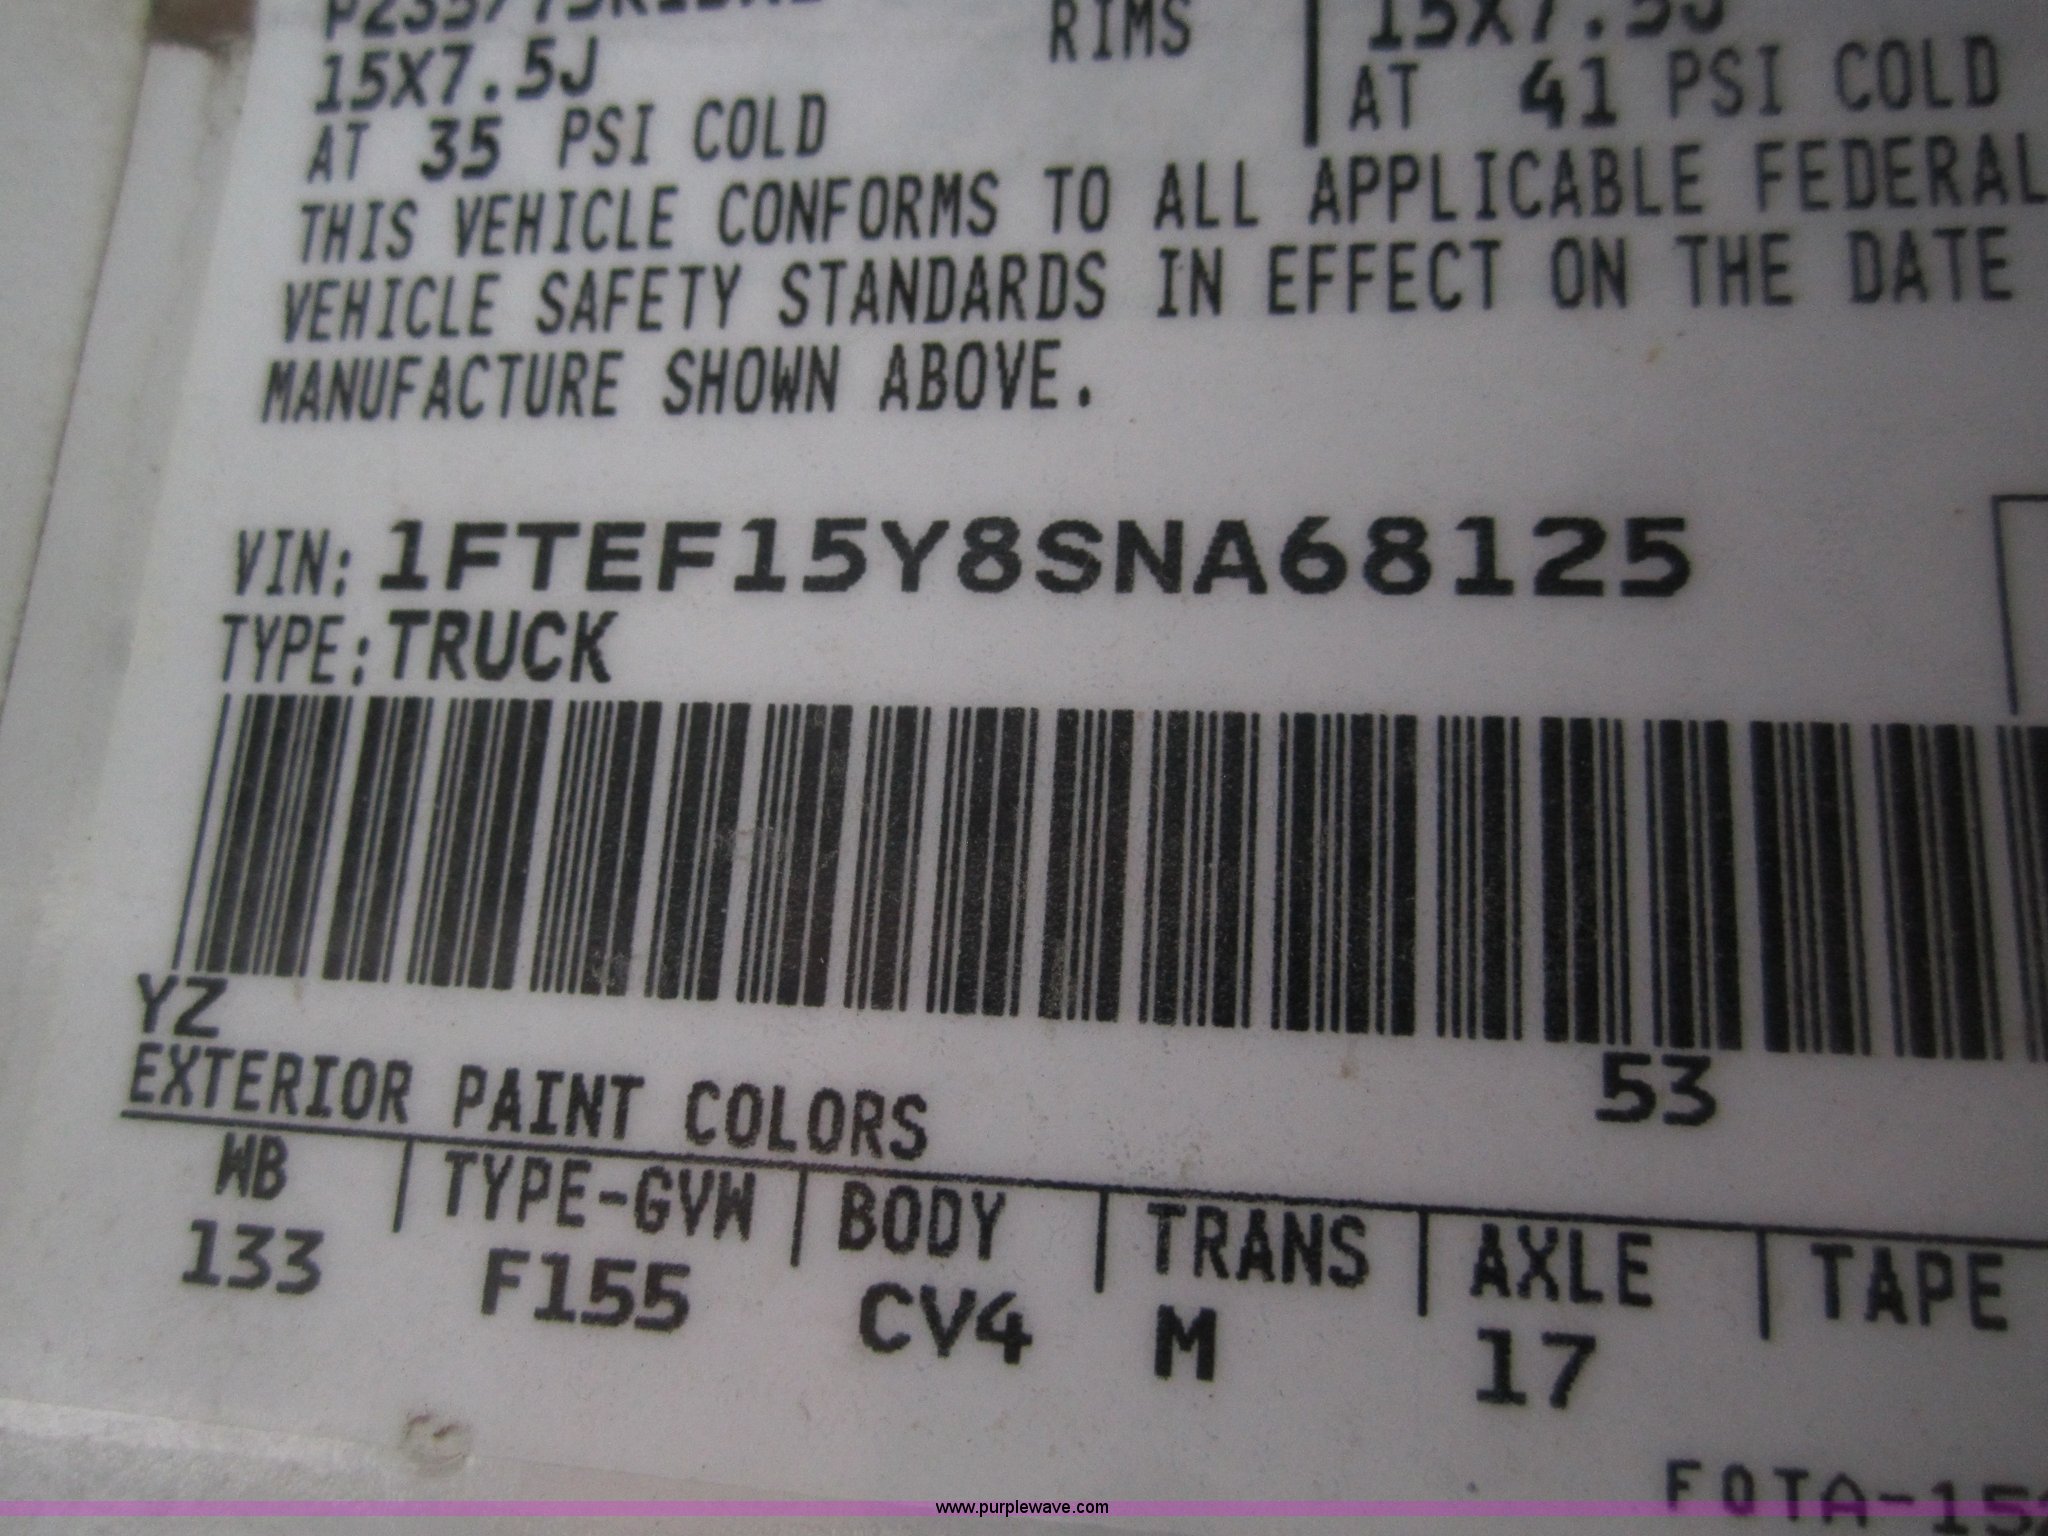 15X7.5J RIMS 15X7.5J
AT 35 PSI COLD AT 41 PSI COLD
THIS VEHICLE CONFORMS TO ALL APPLICABLE FEDERAL
VEHICLE SAFETY STANDARDS IN EFFECT ON THE DATE
MANUFACTURE SHOWN ABOVE.
VIN: 1FTEF15Y8SNA68125
TYPE: TRUCK
YZ
53
EXTERIOR PAINT COLORS
WB TYPE-GVW BODY TRANS AXLE TAPE
133 F155 CV4 M 17
www.purplewave.com